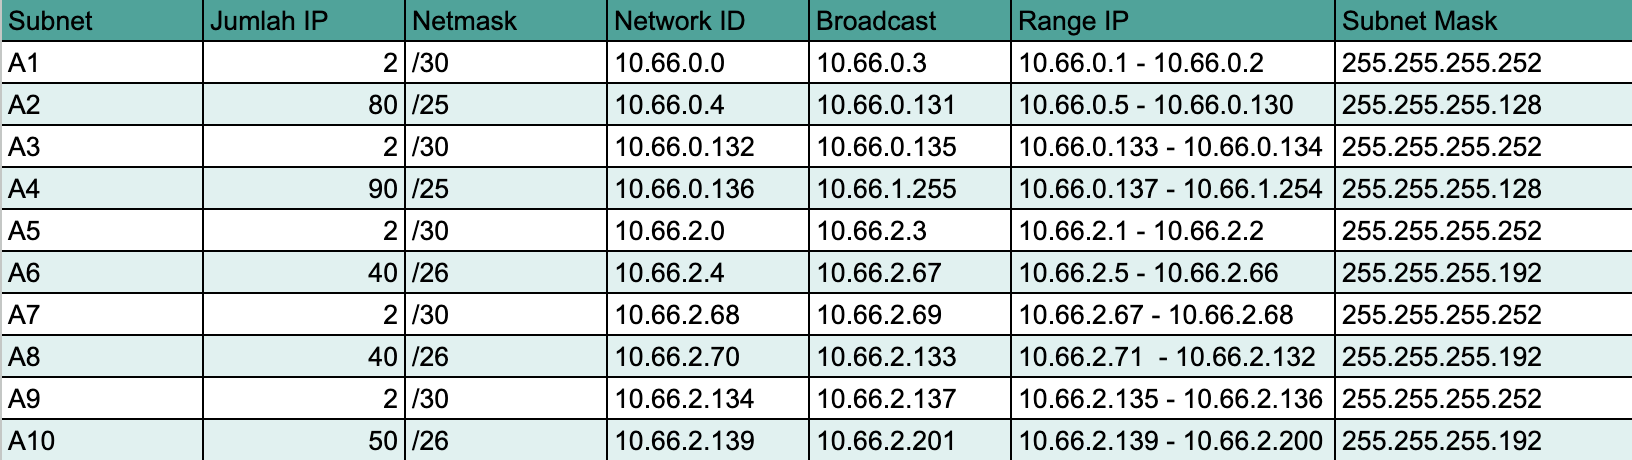 Subnet Jumlah IP Netmask Network ID Broadcast Range IP Subnet Mask
A1 2 /30 10.66.0.0 10.66.0.3 10.66.0.1 - 10.66.0.2 255.255.255.252
A2 80 /25 10.66.0.4 10.66.0.131 10.66.0.5 - 10.66.0.130 255.255.255.128
A3 2 /30 10.66.0.132 10.66.0.135 10.66.0.133 - 10.66.0.134 255.255.255.252
A4 90 /25 10.66.0.136 10.66.1.255 10.66.0.137 - 10.66.1.254 255.255.255.128
A5 2 /30 10.66.2.0 10.66.2.3 10.66.2.1 - 10.66.2.2 255.255.255.252
A6 40 /26 10.66.2.4 10.66.2.67 10.66.2.5 - 10.66.2.66 255.255.255.192
A7 2 /30 10.66.2.68 10.66.2.69 10.66.2.67 - 10.66.2.68 255.255.255.252
A8 40 /26 10.66.2.70 10.66.2.133 10.66.2.71  - 10.66.2.132 255.255.255.192
A9 2 /30 10.66.2.134 10.66.2.137 10.66.2.135 - 10.66.2.136 255.255.255.252
A10 50 /26 10.66.2.139 10.66.2.201 10.66.2.139 - 10.66.2.200 255.255.255.192